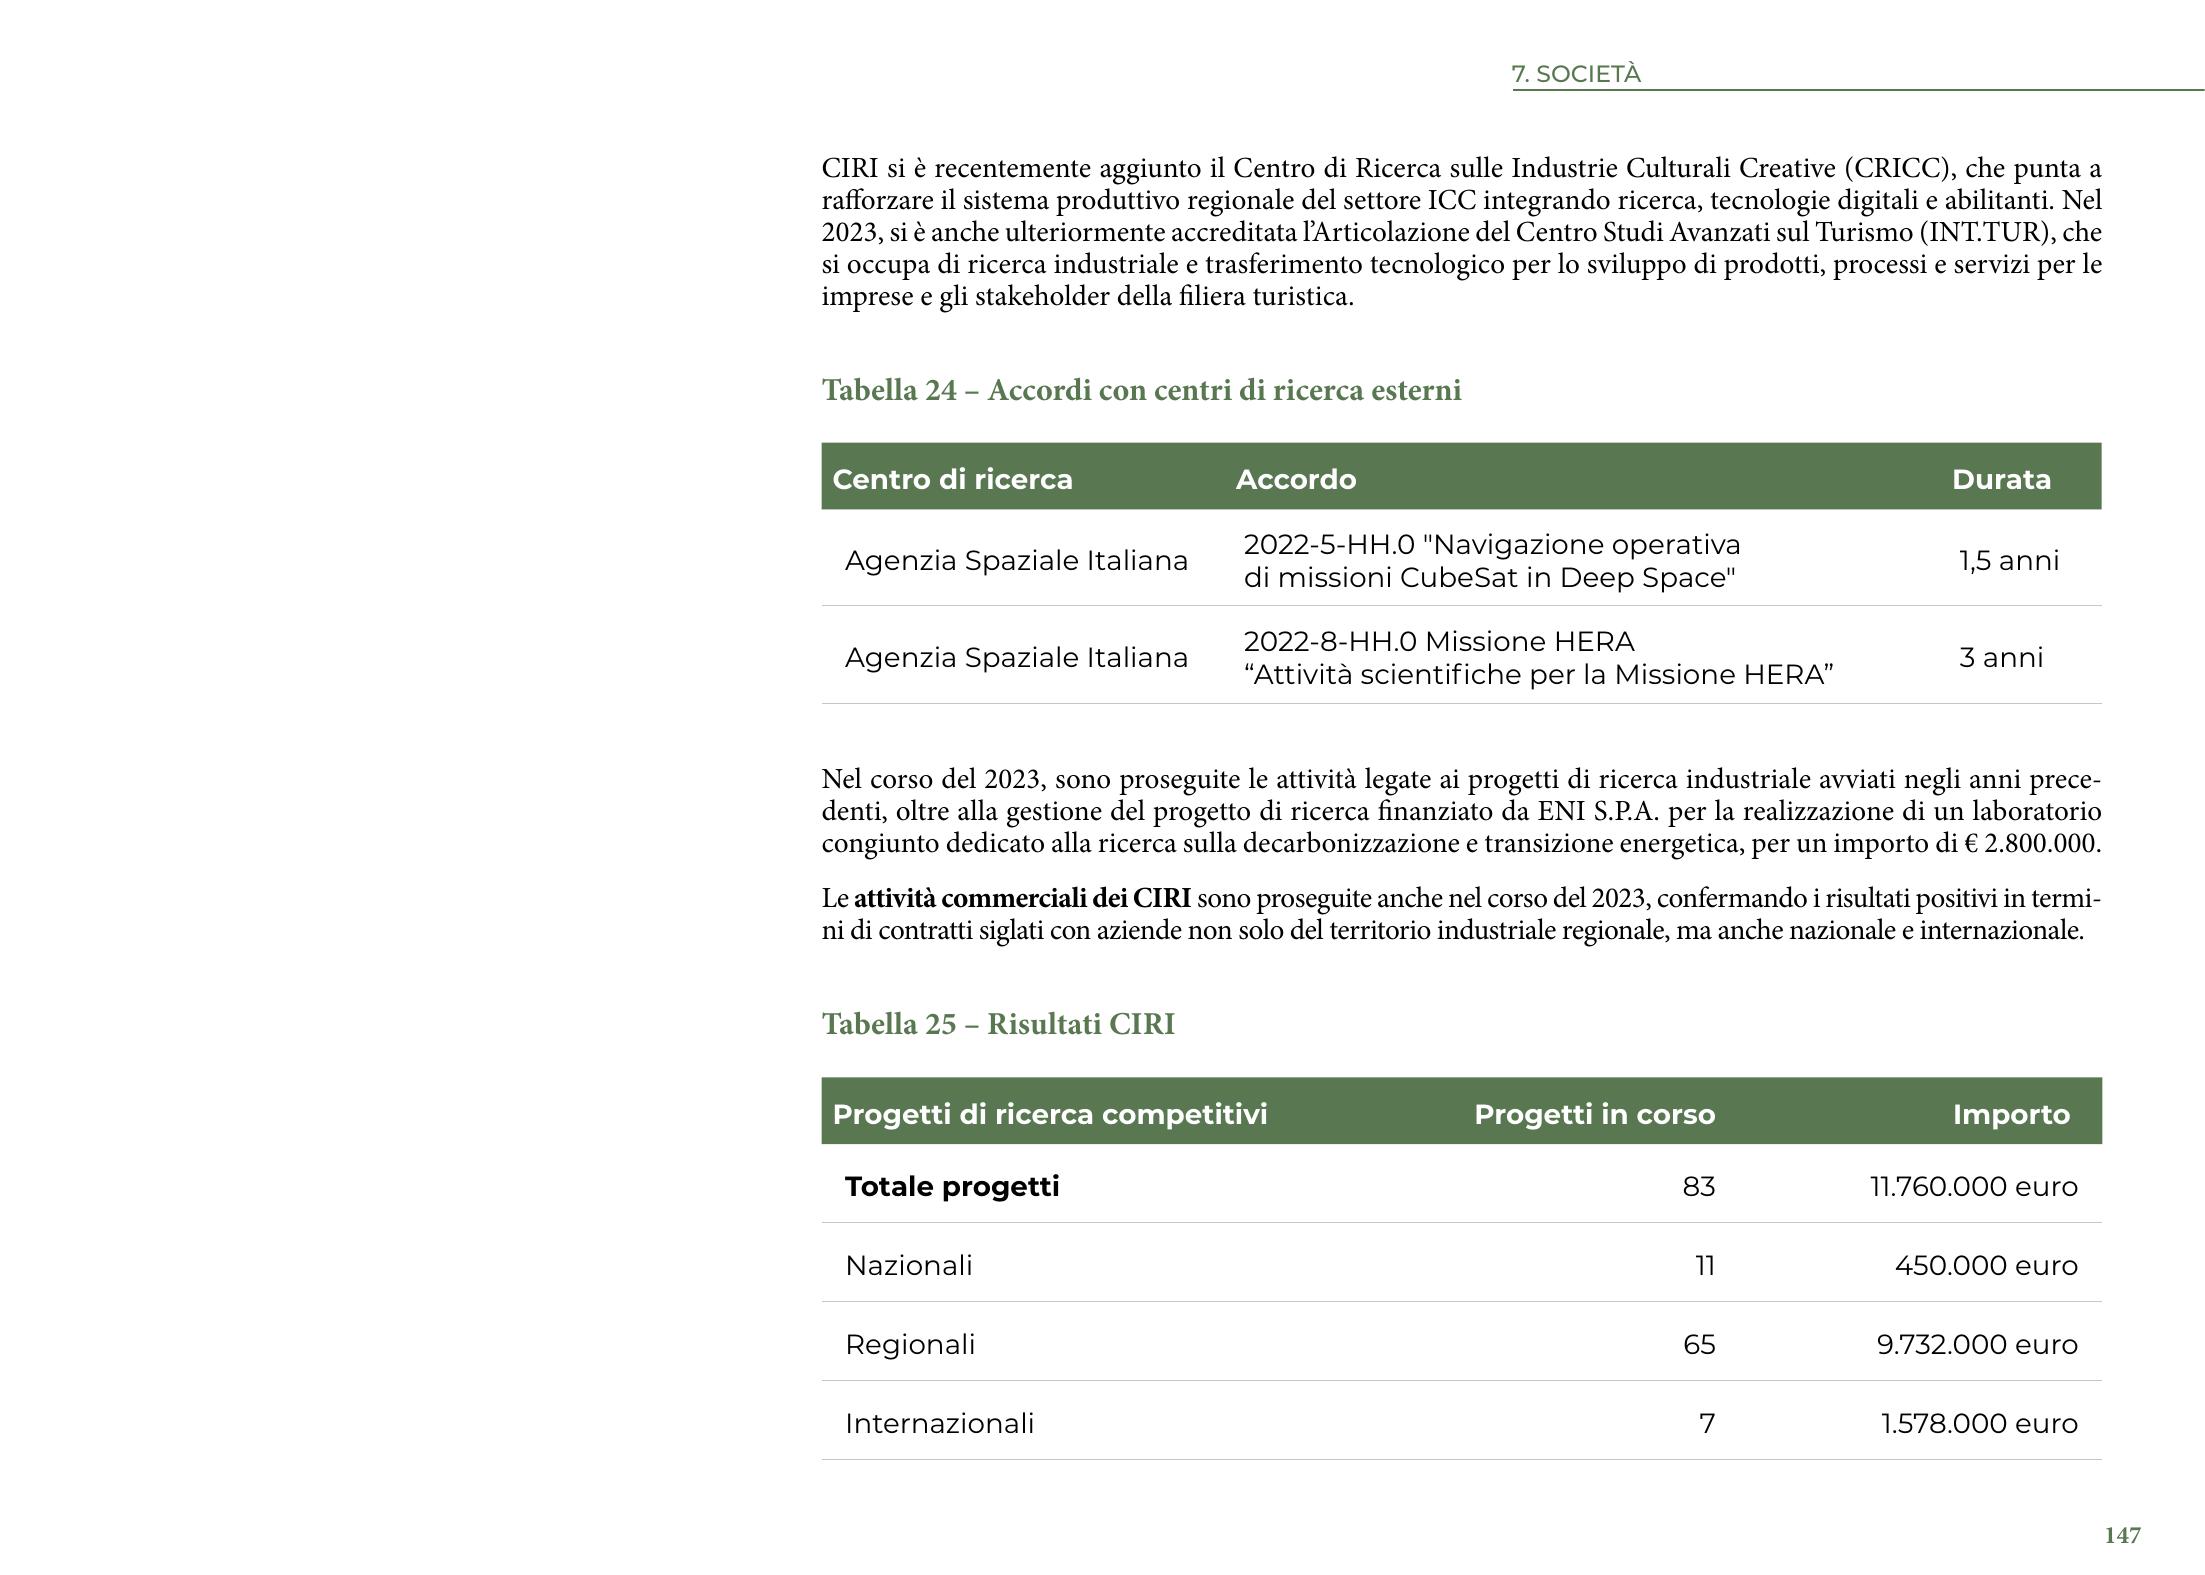 7. SOCIETÀ
CIRI si è recentemente aggiunto il Centro di Ricerca sulle Industrie Culturali Creative (CRICC), che punta a
rafforzare il sistema produttivo regionale del settore ICC integrando ricerca, tecnologie digitali e abilitanti. Nel
2023, si è anche ulteriormente accreditata l’Articolazione del Centro Studi Avanzati sul Turismo (INT.TUR), che
si occupa di ricerca industriale e trasferimento tecnologico per lo sviluppo di prodotti, processi e servizi per le
imprese e gli stakeholder della filiera turistica.
Tabella 24 – Accordi con centri di ricerca esterni
Centro di ricerca Accordo Durata
Agenzia Spaziale Italiana 2022-5-HH.0 "Navigazione operativa
di missioni CubeSat in Deep Space" 1,5 anni
Agenzia Spaziale Italiana 2022-8-HH.0 Missione HERA
“Attività scientifiche per la Missione HERA” 3 anni
Nel corso del 2023, sono proseguite le attività legate ai progetti di ricerca industriale avviati negli anni prece-
denti, oltre alla gestione del progetto di ricerca finanziato da ENI S.P.A. per la realizzazione di un laboratorio
congiunto dedicato alla ricerca sulla decarbonizzazione e transizione energetica, per un importo di € 2.800.000.
Le attività commerciali dei CIRI sono proseguite anche nel corso del 2023, confermando i risultati positivi in termi-
ni di contratti siglati con aziende non solo del territorio industriale regionale, ma anche nazionale e internazionale.
Tabella 25 – Risultati CIRI
Progetti di ricerca competitivi Progetti in corso Importo
Totale progetti 83 11.760.000 euro
Nazionali 11 450.000 euro
Regionali 65 9.732.000 euro
Internazionali 7 1.578.000 euro
147